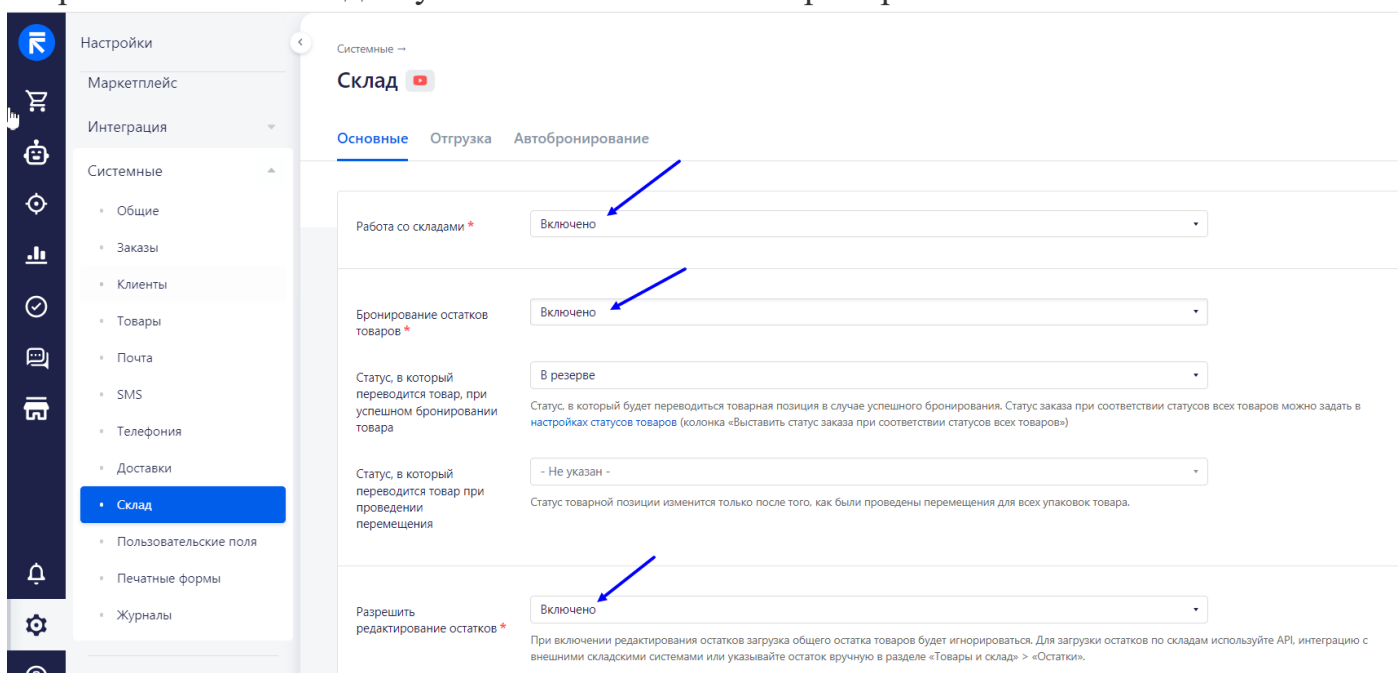 Настройки
Маркетплейс
Интеграция
Системные
Общие
Заказы
Клиенты
Товары
Почта
SMS
Телефония
Доставки
Склад
Пользовательские поля
Печатные формы
Журналы
Системные →
Склад
Основные Отгрузка Автобронирование
Работа со складами *
Включено
Бронирование остатков
товаров *
Включено
Статус, в который
переводится товар, при
успешном бронировании
товара
В резерве
Статус, в который будет переводиться товарная позиция в случае успешного бронирования. Статус заказа при соответствии статусов всех товаров можно задать в
настройках статусов товаров (колонка «Выставить статус заказа при соответствии статусов всех товаров»)
Статус, в который
переводится товар при
проведении
перемещения
- Не указан -
Статус товарной позиции изменится только после того, как были проведены перемещения для всех упаковок товара.
Разрешить
редактирование остатков *
Включено
При включении редактирования остатков загрузка общего остатка товаров будет игнорироваться. Для загрузки остатков по складам используйте API, интеграцию с
внешними складскими системами или указывайте остаток вручную в разделе «Товары и склад» > «Остатки».